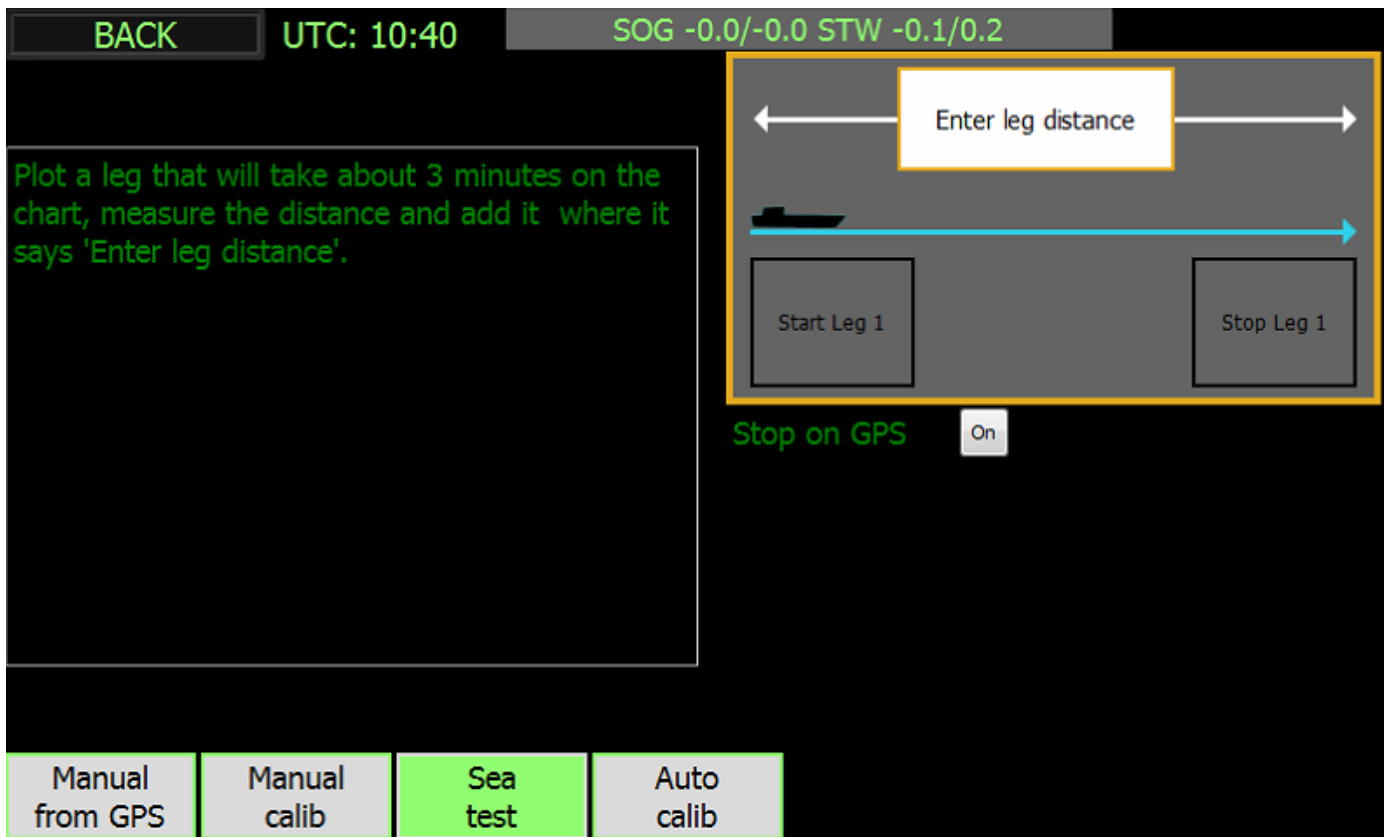 BACK
UTC: 10:40
SOG -0.0/-0.0 STW -0.1/0.2
Enter leg distance
Plot a leg that will take about 3 minutes on the
chart, measure the distance and add it  where it
says 'Enter leg distance'.
Start Leg 1
Stop Leg 1
Stop on GPS
On
Manual
from GPS
Manual
calib
Sea
test
Auto
calib